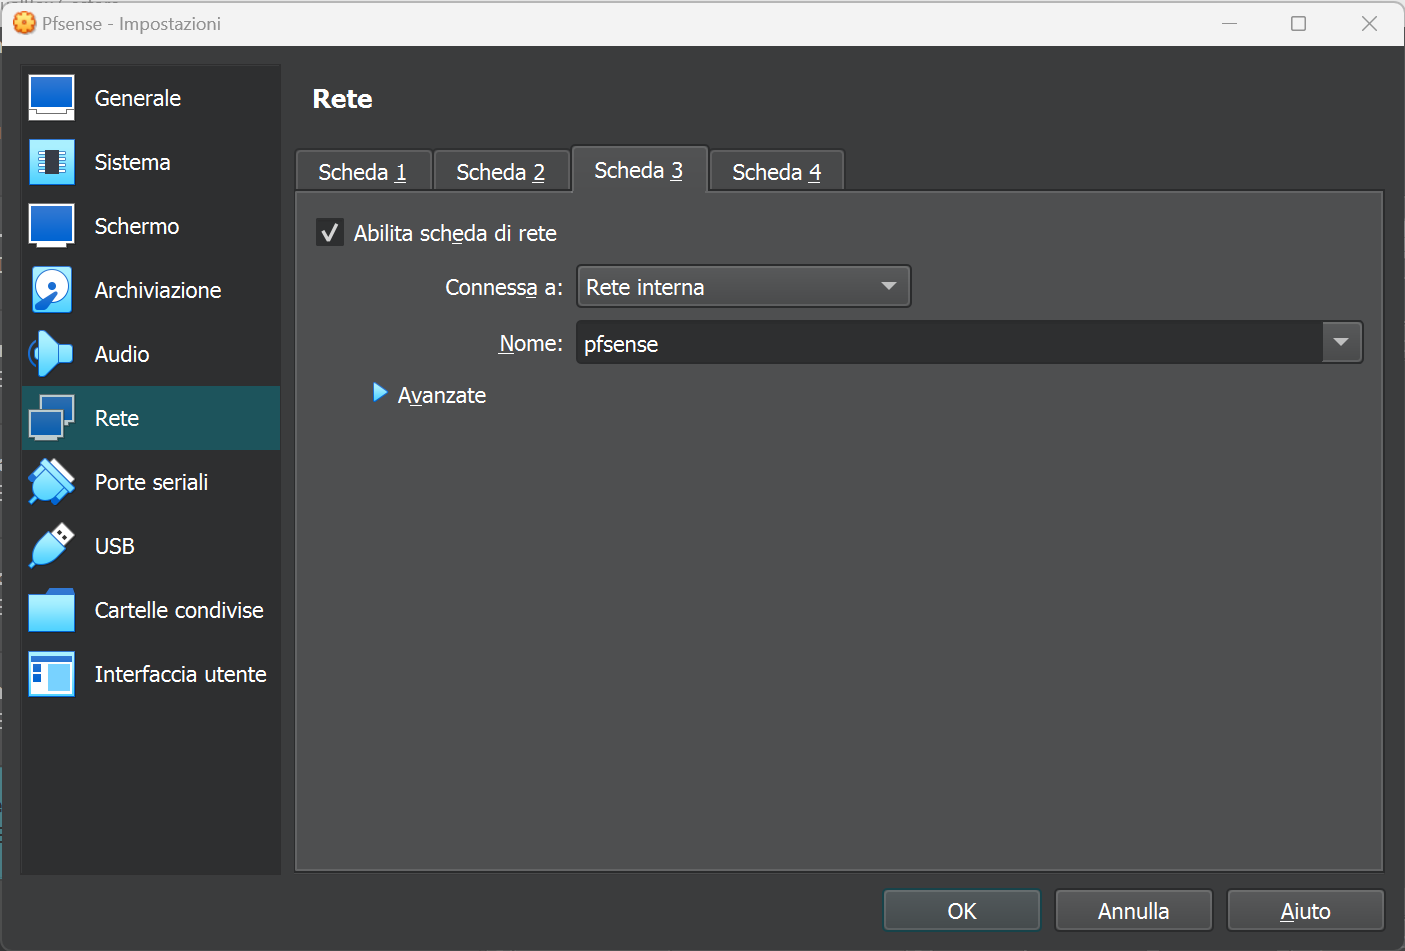 Pfsense - Impostazioni
Generale
Sistema
Schermo
Archiviazione
Audio
Rete
Porte seriali
USB
Cartelle condivise
Interfaccia utente
Rete
Scheda 1
Scheda 2
Scheda 3
Scheda 4
Abilita scheda di rete
Connessa a: Rete interna
Nome: pfsense
Avanzate
OK
Annulla
Aiuto